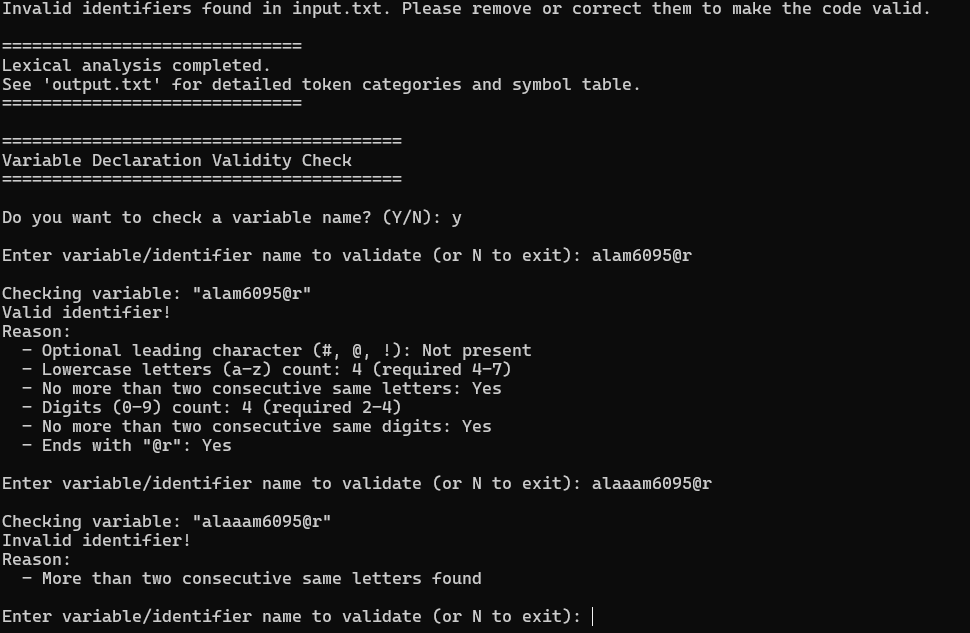 Invalid identifiers found in input.txt. Please remove or correct them to make the code valid.
==============================
Lexical analysis completed.
See 'output.txt' for detailed token categories and symbol table.
==============================
========================================
Variable Declaration Validity Check
========================================
Do you want to check a variable name? (Y/N): y
Enter variable/identifier name to validate (or N to exit): alam6095@r
Checking variable: "alam6095@r"
Valid identifier!
Reason:
  - Optional leading character (#, @, !): Not present
  - Lowercase letters (a-z) count: 4 (required 4-7)
  - No more than two consecutive same letters: Yes
  - Digits (0-9) count: 4 (required 2-4)
  - No more than two consecutive same digits: Yes
  - Ends with "@r": Yes
Enter variable/identifier name to validate (or N to exit): alaaam6095@r
Checking variable: "alaaam6095@r"
Invalid identifier!
Reason:
  - More than two consecutive same letters found
Enter variable/identifier name to validate (or N to exit):